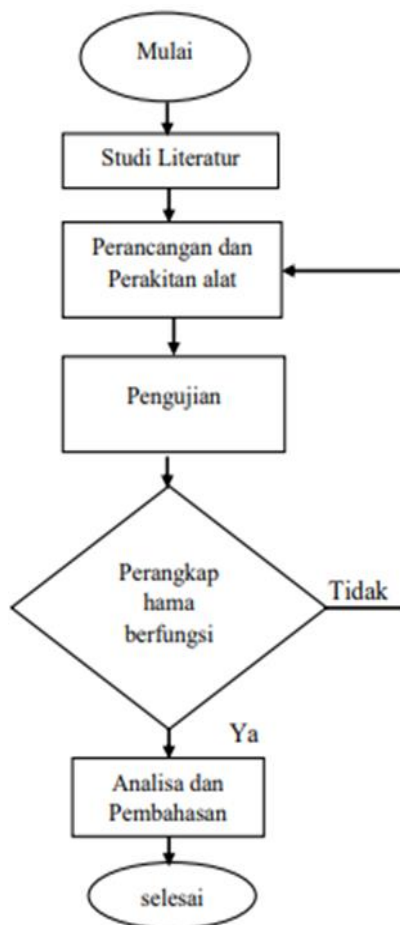 Mulai
Studi Literatur
Perancangan dan
Perakitan alat
Pengujian
Perangkap
hama
berfungsi
Tidak
Ya
Analisa dan
Pembahasan
selesai